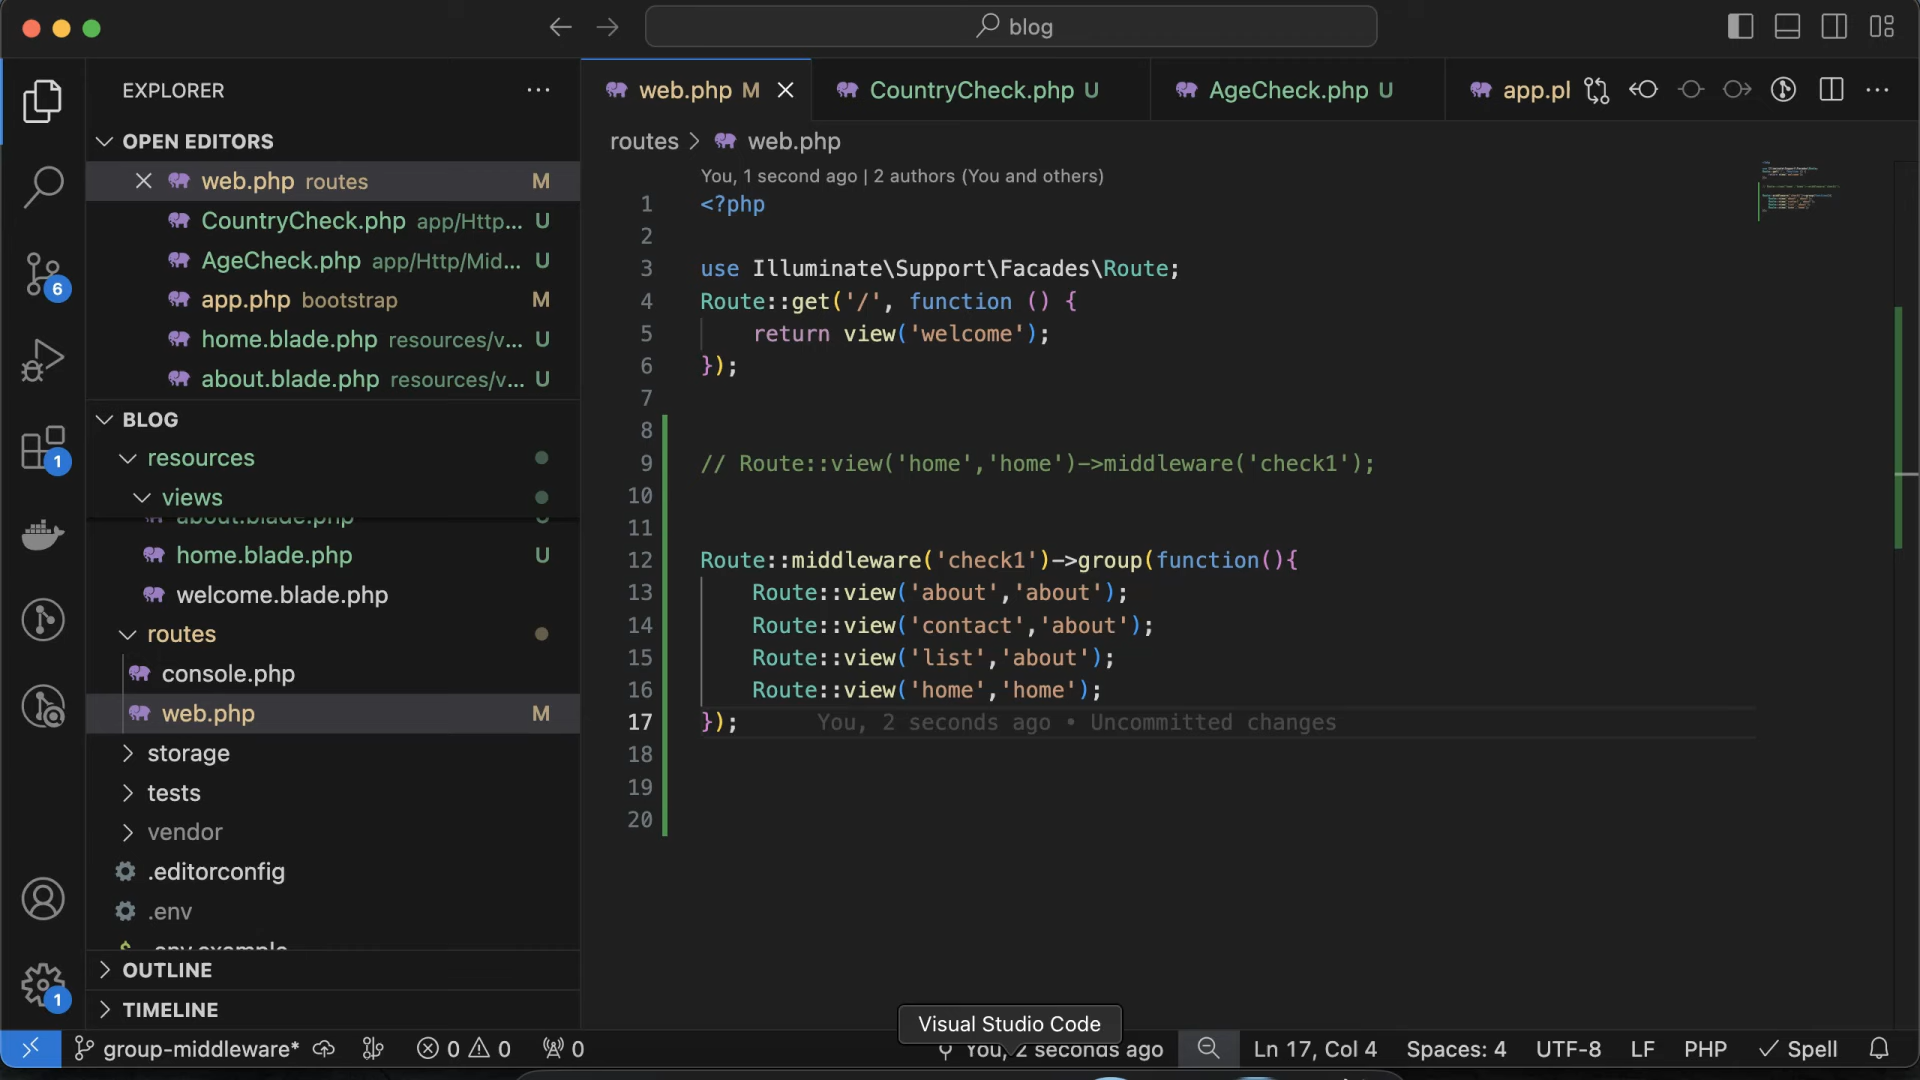 blog
EXPLORER
OPEN EDITORS
web.php routes M
CountryCheck.php app/Http... U
AgeCheck.php app/Http/Mid... U
app.php bootstrap M
home.blade.php resources/v... U
about.blade.php resources/v... U
BLOG
resources
views
about.blade.php U
home.blade.php U
welcome.blade.php
routes
console.php
web.php M
storage
tests
vendor
.editorconfig
.env
.env.example
OUTLINE
TIMELINE
6
1
1
web.php M
CountryCheck.php U
AgeCheck.php U
app.pl
routes > web.php
You, 1 second ago | 2 authors (You and others)
1 <?php
2
3 use Illuminate\Support\Facades\Route;
4 Route::get('/', function () {
5 return view('welcome');
6 });
7
8
9 // Route::view('home','home')->middleware('check1');
10
11
12 Route::middleware('check1')->group(function(){
13 Route::view('about','about');
14 Route::view('contact','about');
15 Route::view('list','about');
16 Route::view('home','home');
17 }); You, 2 seconds ago • Uncommitted changes
18
19
20
Visual Studio Code
group-middleware* 0 0 0 You, 2 seconds ago Ln 17, Col 4 Spaces: 4 UTF-8 LF PHP Spell